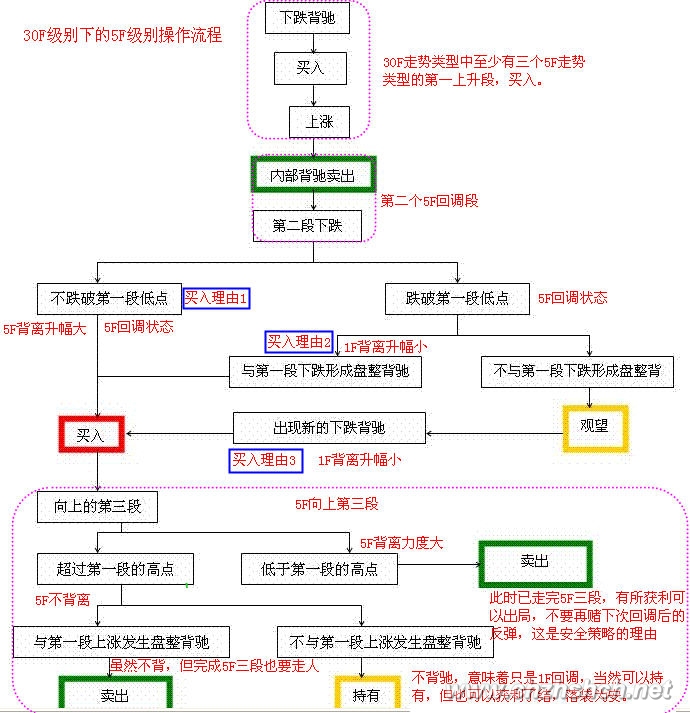 30F级别下的5F级别操作流程
下跌背驰
买入
30F走势类型中至少有三个5F走势
类型的第一上升段，买入。
上涨
内部背驰卖出
第二个5F回调段
第二段下跌
不跌破第一段低点
买入理由1
跌破第一段低点
5F回调状态
5F背离升幅大
5F回调状态
买入理由2
1F背离升幅小
与第一段下跌形成盘整背驰
不与第一段下跌形成盘整背
买入
出现新的下跌背驰
观望
买入理由3
1F背离升幅小
向上的第三段
5F向上第三段
5F背离力度大
超过第一段的高点
低于第一段的高点
卖出
5F不背离
此时已走完5F三段，有所获利可
以出局，不要再赌下次回调后的
反弹，这是安全策略的理由
与第一段上涨发生盘整背驰
不与第一段上涨发生盘整背驰
虽然不背，但完成5F三段也要走人
不背驰，意味着只是1F回调，当然可以持
有，但也可以获利了结，落袋为安。
卖出
持有